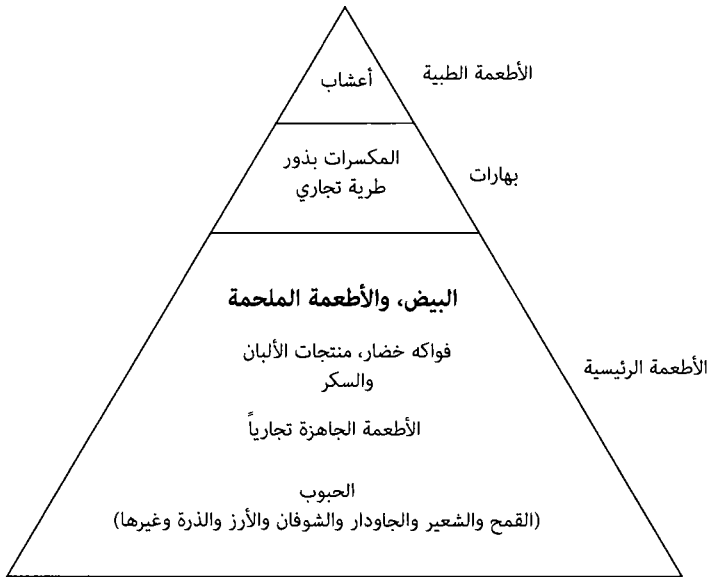 أعشاب
الأطعمة الطبية
المكسرات بذور
طرية تجاري
بهارات
البيض، والأطعمة الملحمة
فواكه خضار، منتجات الألبان
والسكر
الأطعمة الرئيسية
الأطعمة الجاهزة تجارياً
الحبوب
(القمح والشعير والجاودار والشوفان والأرز والذرة وغيرها)